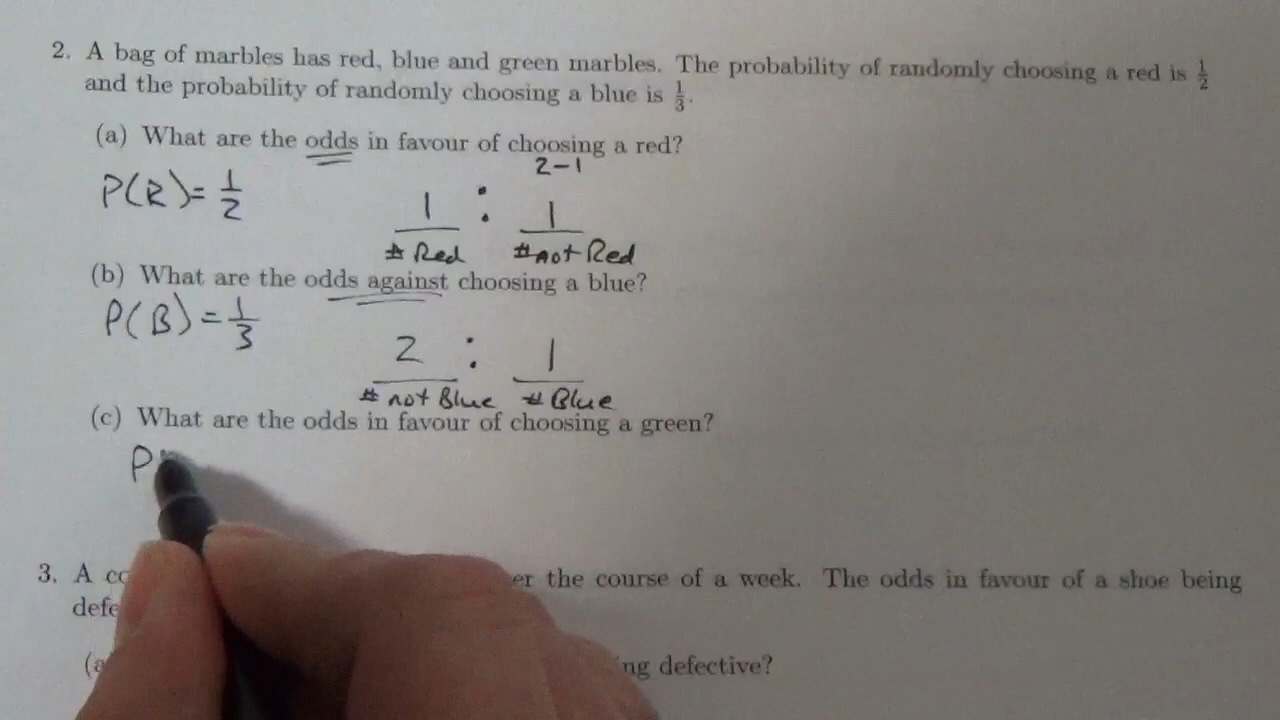 2. A bag of marbles has red, blue and green marbles. The probability of randomly choosing a red is 1/2
and the probability of randomly choosing a blue is 1/3.
(a) What are the odds in favour of choosing a red?
2-1
P(R)= 1/2 1 : 1
# Red #not Red
(b) What are the odds against choosing a blue?
P(B) = 1/3
2 : 1
# not Blue # Blue
(c) What are the odds in favour of choosing a green?
P
3. A er the course of a week. The odds in favour of a shoe being
defe
(a ng defective?